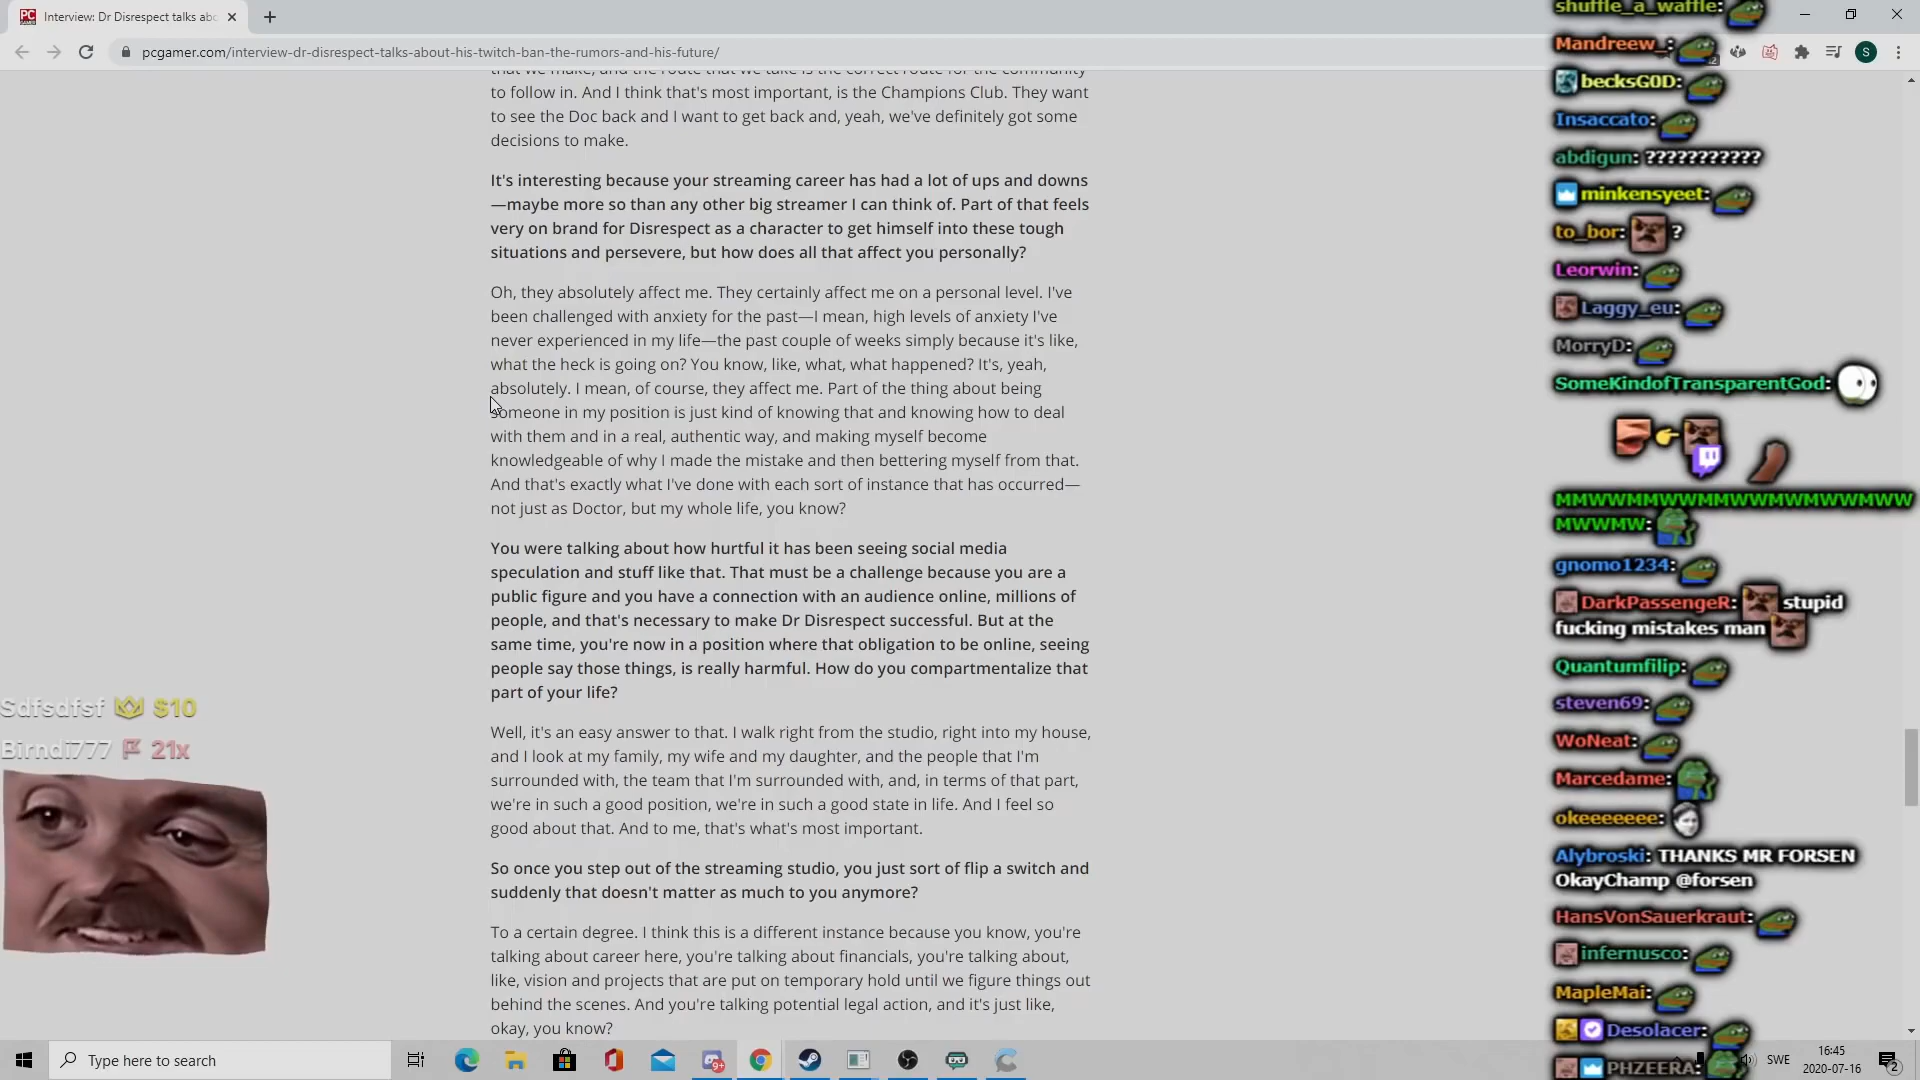 Interview: Dr Disrespect talks abo
pcgamer.com/interview-dr-disrespect-talks-about-his-twitch-ban-the-rumors-and-his-future/
S
that we make, and the route that we take is the correct route for the community
to follow in. And I think that's most important, is the Champions Club. They want
to see the Doc back and I want to get back and, yeah, we've definitely got some
decisions to make.
It's interesting because your streaming career has had a lot of ups and downs
—maybe more so than any other big streamer I can think of. Part of that feels
very on brand for Disrespect as a character to get himself into these tough
situations and persevere, but how does all that affect you personally?
Oh, they absolutely affect me. They certainly affect me on a personal level. I've
been challenged with anxiety for the past—I mean, high levels of anxiety I've
never experienced in my life—the past couple of weeks simply because it's like,
what the heck is going on? You know, like, what, what happened? It's, yeah,
absolutely. I mean, of course, they affect me. Part of the thing about being
someone in my position is just kind of knowing that and knowing how to deal
with them and in a real, authentic way, and making myself become
knowledgeable of why I made the mistake and then bettering myself from that.
And that's exactly what I've done with each sort of instance that has occurred—
not just as Doctor, but my whole life, you know?
You were talking about how hurtful it has been seeing social media
speculation and stuff like that. That must be a challenge because you are a
public figure and you have a connection with an audience online, millions of
people, and that's necessary to make Dr Disrespect successful. But at the
same time, you're now in a position where that obligation to be online, seeing
people say those things, is really harmful. How do you compartmentalize that
part of your life?
Well, it's an easy answer to that. I walk right from the studio, right into my house,
and I look at my family, my wife and my daughter, and the people that I'm
surrounded with, the team that I'm surrounded with, and, in terms of that part,
we're in such a good position, we're in such a good state in life. And I feel so
good about that. And to me, that's what's most important.
So once you step out of the streaming studio, you just sort of flip a switch and
suddenly that doesn't matter as much to you anymore?
To a certain degree. I think this is a different instance because you know, you're
talking about career here, you're talking about financials, you're talking about,
like, vision and projects that are put on temporary hold until we figure things out
behind the scenes. And you're talking potential legal action, and it's just like,
okay, you know?
Sdfsdfsf $10
Birndi777 21x
shuffle_a_waffle:
Mandreew_:
becksG0D:
Insaccato:
abdigun: ???????????
minkensyeet:
to_bor: ?
Leorwin:
Laggy_eu:
MorryD:
SomeKindofTransparentGod:
MMWWMMWWMMWWMWMWWMWW
MWWMW:
gnomo1234:
DarkPassengeR: stupid
fucking mistakes man
Quantumfilip:
steven69:
WoNeat:
Marcedame:
okeeeeeee:
Alybroski: THANKS MR FORSEN
OkayChamp @forsen
HansVonSauerkraut:
infernusco:
MapleMai:
Desolacer:
PHZEERA:
Type here to search
9+
SWE
16:45
2020-07-16
2